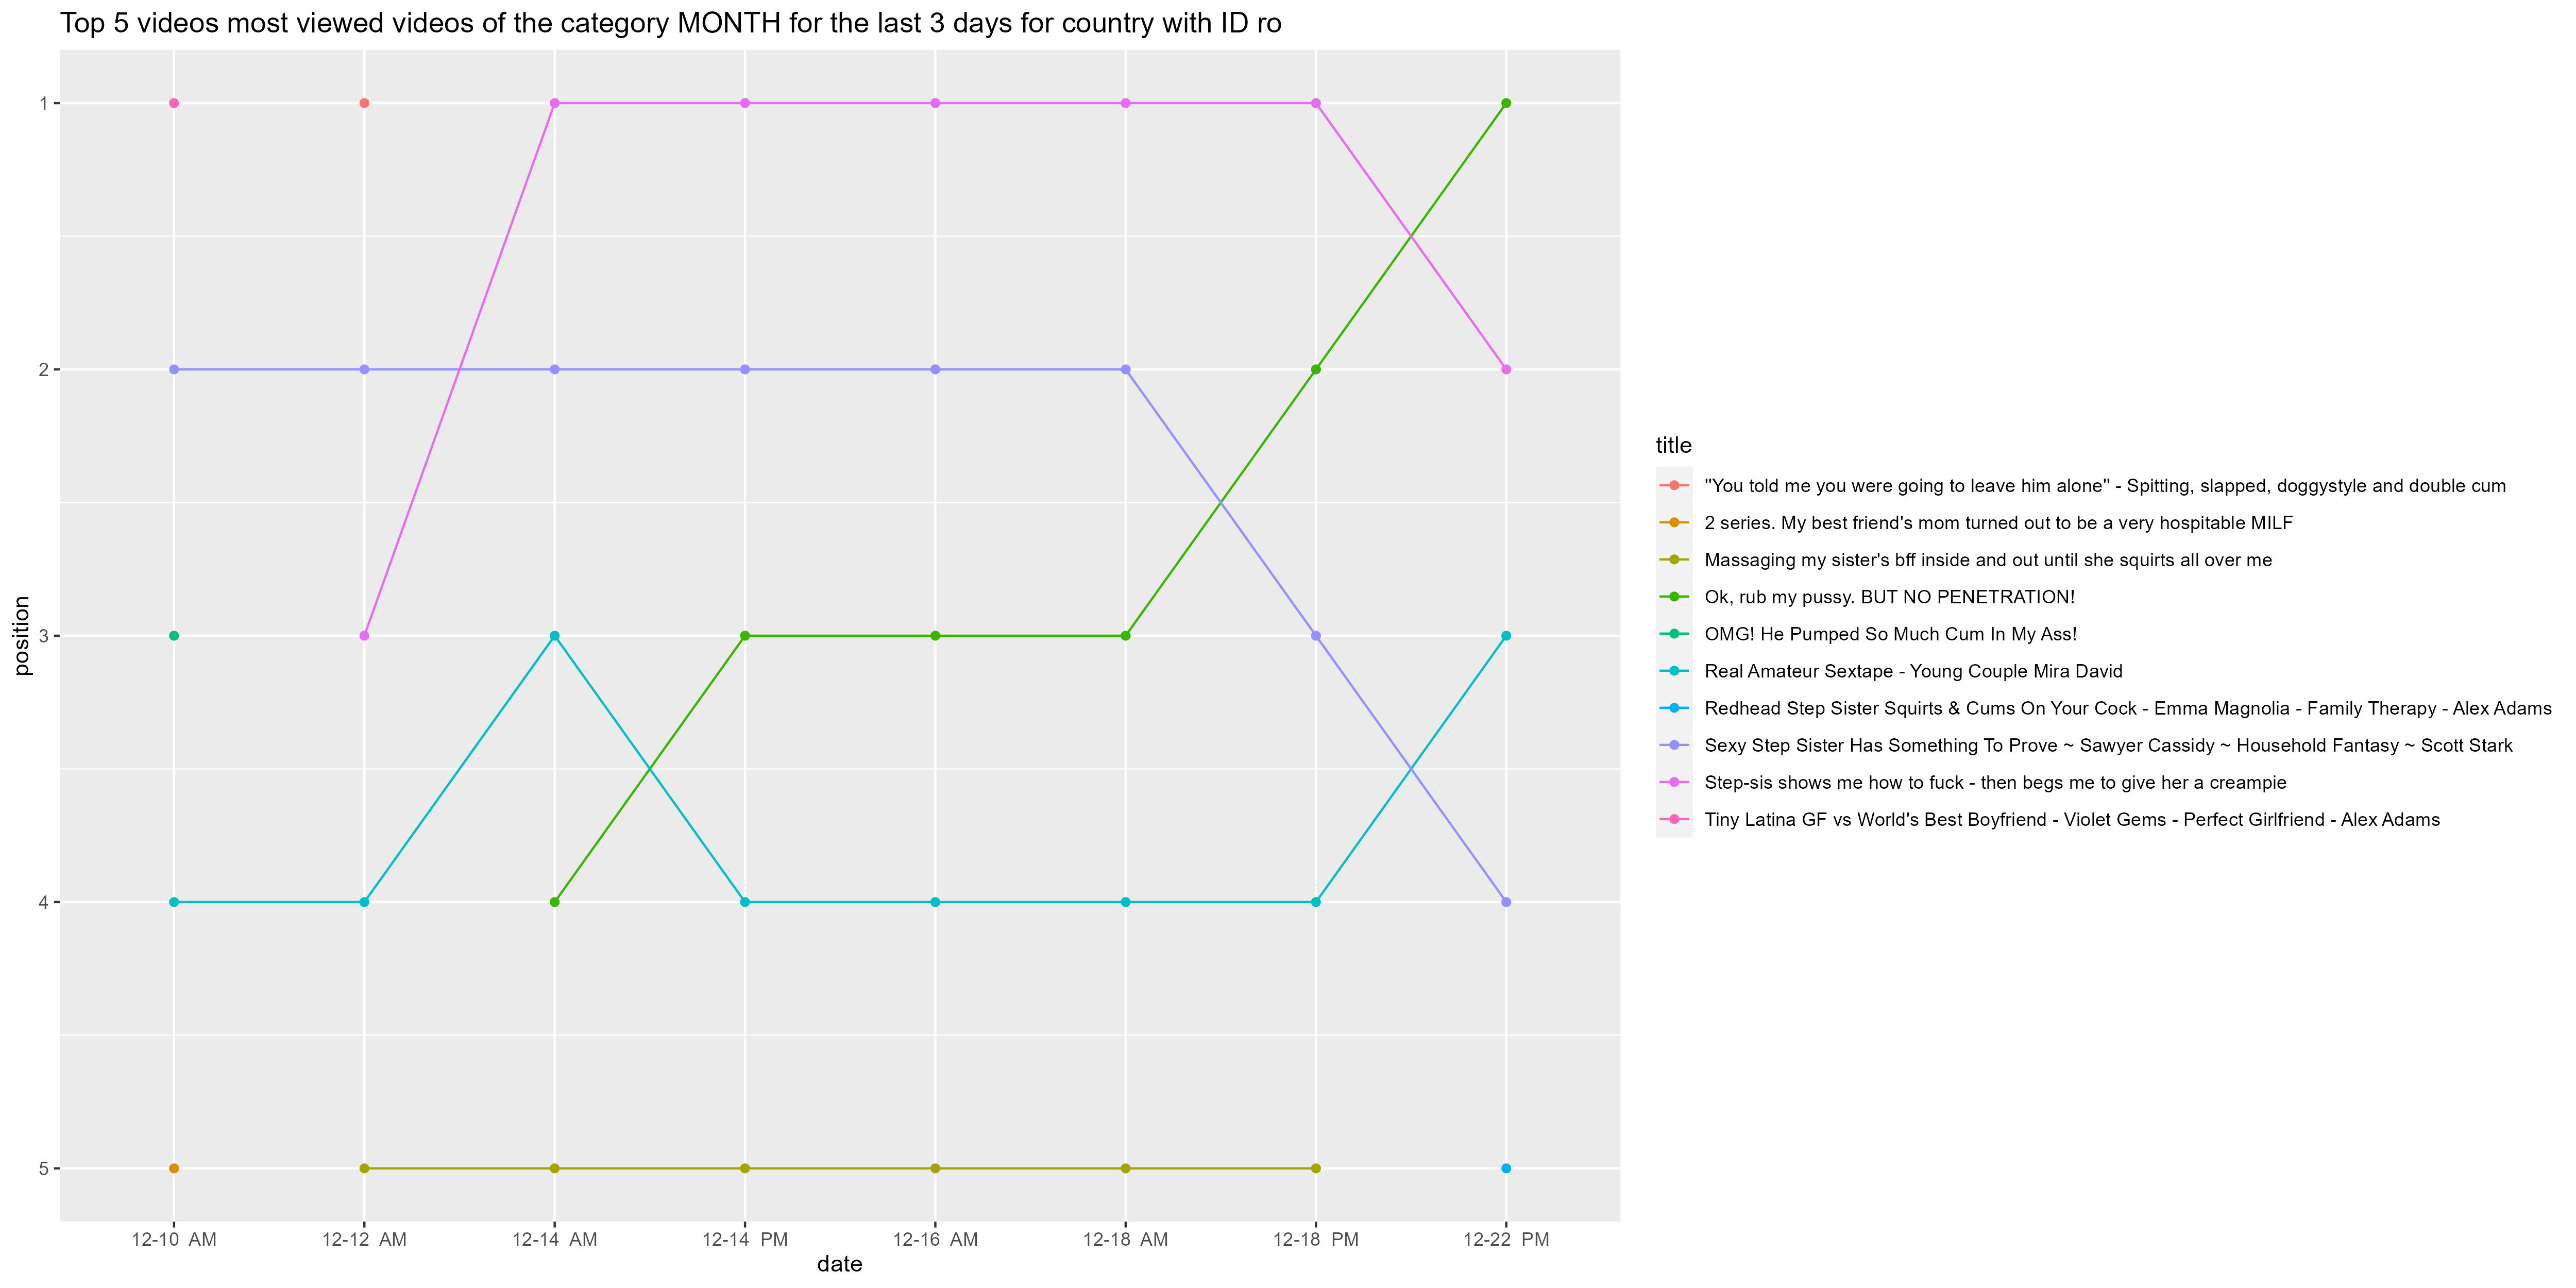 Top 5 videos most viewed videos of the category MONTH for the last 3 days for country with ID ro
1
2
3
4
5
position
12-10 AM
12-12 AM
12-14 AM
12-14 PM
12-16 AM
12-18 AM
12-18 PM
12-22 PM
date
title
"You told me you were going to leave him alone" - Spitting, slapped, doggystyle and double cum
2 series. My best friend's mom turned out to be a very hospitable MILF
Massaging my sister's bff inside and out until she squirts all over me
Ok, rub my pussy. BUT NO PENETRATION!
OMG! He Pumped So Much Cum In My Ass!
Real Amateur Sextape - Young Couple Mira David
Redhead Step Sister Squirts & Cums On Your Cock - Emma Magnolia - Family Therapy - Alex Adams
Sexy Step Sister Has Something To Prove ~ Sawyer Cassidy ~ Household Fantasy ~ Scott Stark
Step-sis shows me how to fuck - then begs me to give her a creampie
Tiny Latina GF vs World's Best Boyfriend - Violet Gems - Perfect Girlfriend - Alex Adams